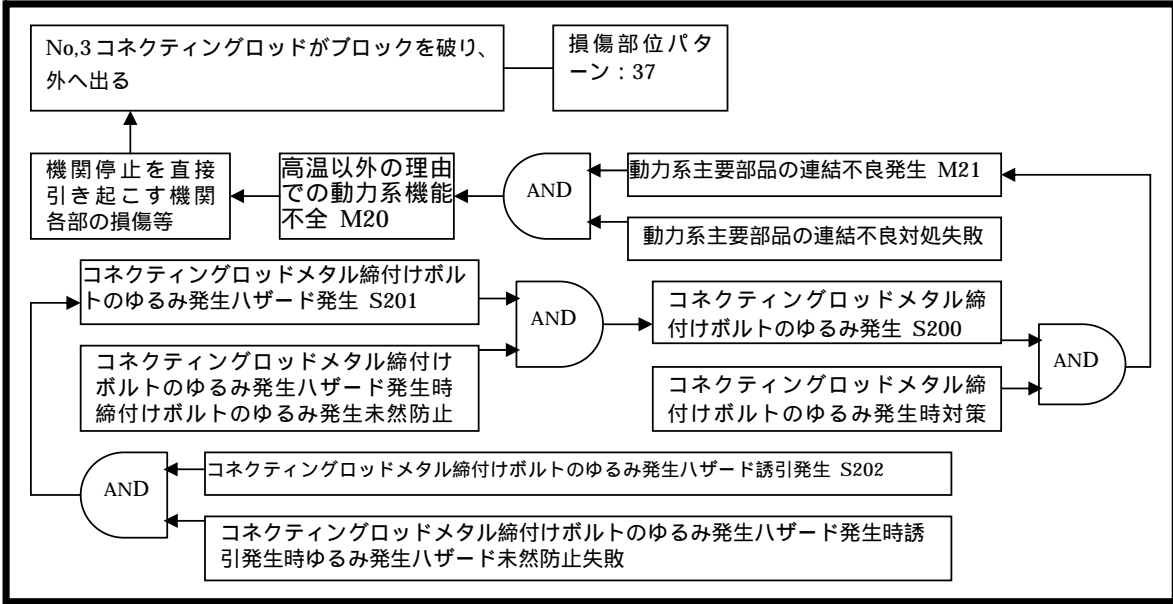 No,3 コネクティングロッドがブロックを破り、
外へ出る
損傷部位パタ
ーン：37
機関停止を直接
引き起こす機関
各部の損傷等
高温以外の理由
での動力系機能
不全 M20
AND
動力系主要部品の連結不良発生 M21
動力系主要部品の連結不良対処失敗
コネクティングロッドメタル締付けボル
トのゆるみ発生ハザード発生 S201
コネクティングロッドメタル締付け
ボルトのゆるみ発生ハザード発生時
締付けボルトのゆるみ発生未然防止
AND
コネクティングロッドメタル締
付けボルトのゆるみ発生 S200
コネクティングロッドメタル締
付けボルトのゆるみ発生時対策
AND
AND
コネクティングロッドメタル締付けボルトのゆるみ発生ハザード誘引発生 S202
コネクティングロッドメタル締付けボルトのゆるみ発生ハザード発生時誘
引発生時ゆるみ発生ハザード未然防止失敗